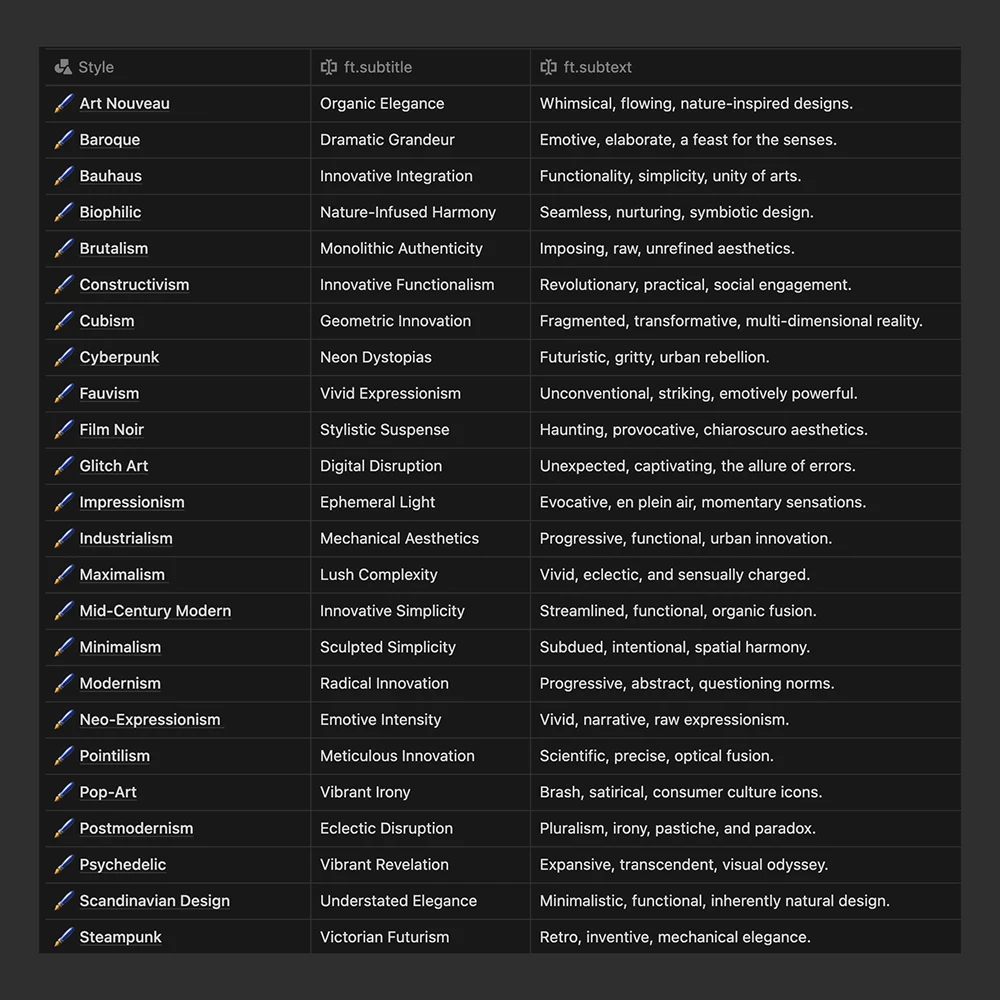 Style ft.subtitle ft.subtext
Art Nouveau Organic Elegance Whimsical, flowing, nature-inspired designs.
Baroque Dramatic Grandeur Emotive, elaborate, a feast for the senses.
Bauhaus Innovative Integration Functionality, simplicity, unity of arts.
Biophilic Nature-Infused Harmony Seamless, nurturing, symbiotic design.
Brutalism Monolithic Authenticity Imposing, raw, unrefined aesthetics.
Constructivism Innovative Functionalism Revolutionary, practical, social engagement.
Cubism Geometric Innovation Fragmented, transformative, multi-dimensional reality.
Cyberpunk Neon Dystopias Futuristic, gritty, urban rebellion.
Fauvism Vivid Expressionism Unconventional, striking, emotively powerful.
Film Noir Stylistic Suspense Haunting, provocative, chiaroscuro aesthetics.
Glitch Art Digital Disruption Unexpected, captivating, the allure of errors.
Impressionism Ephemeral Light Evocative, en plein air, momentary sensations.
Industrialism Mechanical Aesthetics Progressive, functional, urban innovation.
Maximalism Lush Complexity Vivid, eclectic, and sensually charged.
Mid-Century Modern Innovative Simplicity Streamlined, functional, organic fusion.
Minimalism Sculpted Simplicity Subdued, intentional, spatial harmony.
Modernism Radical Innovation Progressive, abstract, questioning norms.
Neo-Expressionism Emotive Intensity Vivid, narrative, raw expressionism.
Pointilism Meticulous Innovation Scientific, precise, optical fusion.
Pop-Art Vibrant Irony Brash, satirical, consumer culture icons.
Postmodernism Eclectic Disruption Pluralism, irony, pastiche, and paradox.
Psychedelic Vibrant Revelation Expansive, transcendent, visual odyssey.
Scandinavian Design Understated Elegance Minimalistic, functional, inherently natural design.
Steampunk Victorian Futurism Retro, inventive, mechanical elegance.